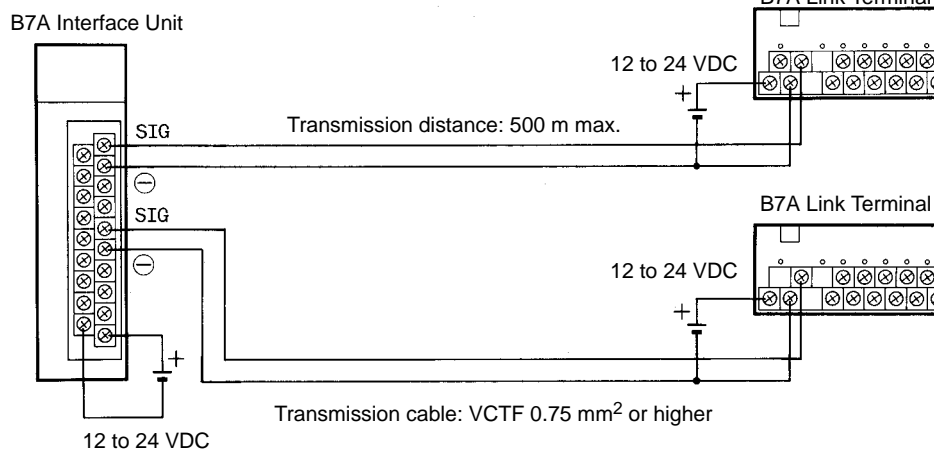 B7A Link Terminal
B7A Interface Unit
12 to 24 VDC
+
SIG
Transmission distance: 500 m max.
−
SIG
B7A Link Terminal
−
12 to 24 VDC
+
+
Transmission cable: VCTF 0.75 mm² or higher
12 to 24 VDC